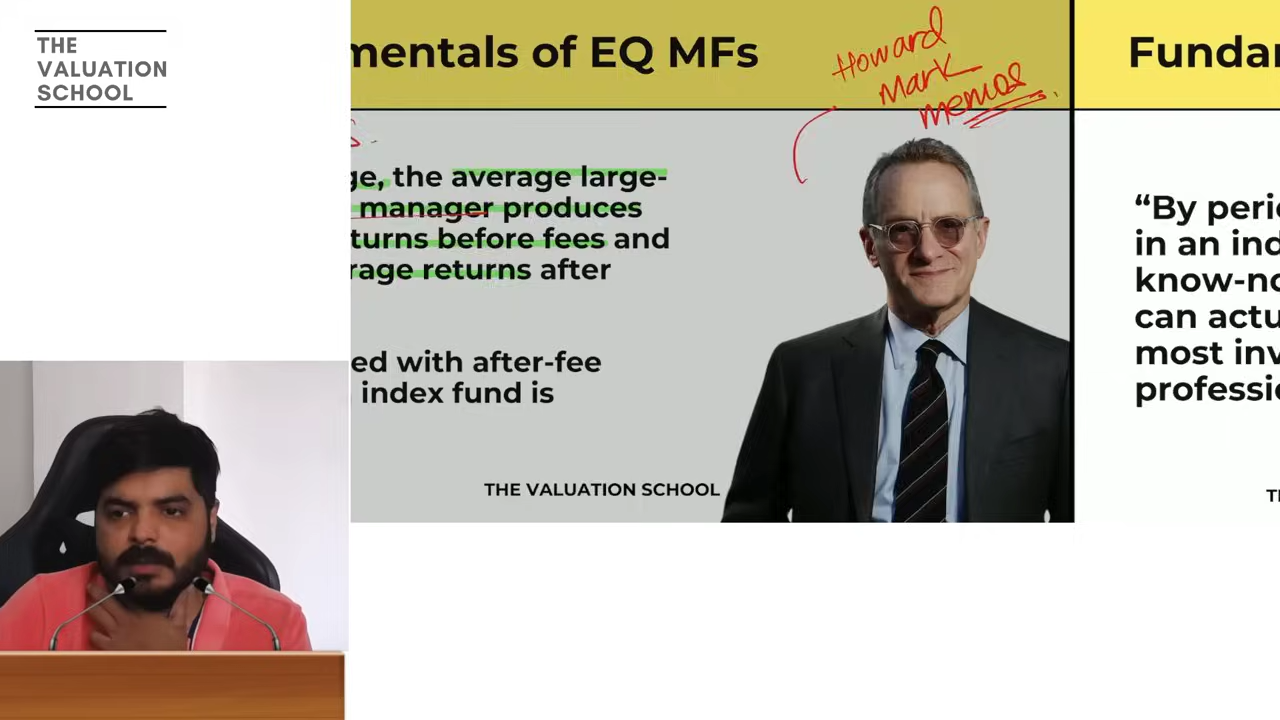 THE
VALUATION
SCHOOL
mentals of EQ MFs
Howard
Mark
memos
s.
ge, the average large-
manager produces
turns before fees and
rage returns after
ed with after-fee
index fund is
THE VALUATION SCHOOL
Fundar
“By perio
in an ind
know-no
can actu
most inv
professio